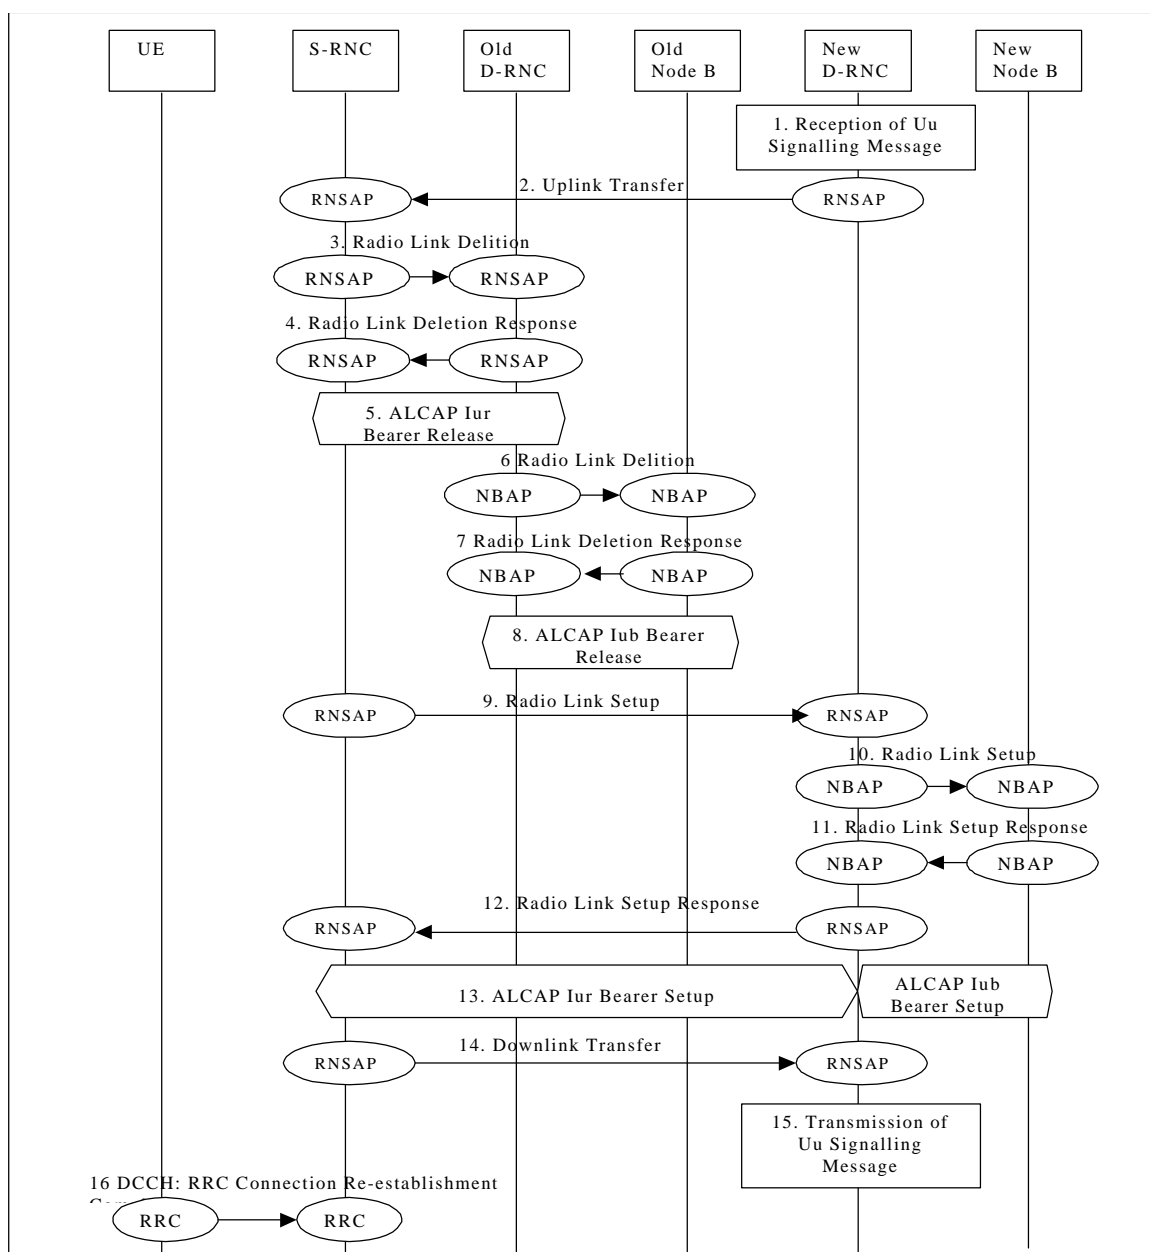 UE
S-RNC
Old
D-RNC
Old
Node B
New
D-RNC
New
Node B
1. Reception of Uu
Signalling Message
2. Uplink Transfer
RNSAP
RNSAP
3. Radio Link Delition
RNSAP
RNSAP
4. Radio Link Deletion Response
RNSAP
RNSAP
5. ALCAP Iur
Bearer Release
6 Radio Link Delition
NBAP
NBAP
7 Radio Link Deletion Response
NBAP
NBAP
8. ALCAP Iub Bearer
Release
9. Radio Link Setup
RNSAP
RNSAP
10. Radio Link Setup
NBAP
NBAP
11. Radio Link Setup Response
NBAP
NBAP
12. Radio Link Setup Response
RNSAP
RNSAP
13. ALCAP Iur Bearer Setup
ALCAP Iub
Bearer Setup
14. Downlink Transfer
RNSAP
RNSAP
15. Transmission of
Uu Signalling
Message
16 DCCH: RRC Connection Re-establishment
RRC
RRC